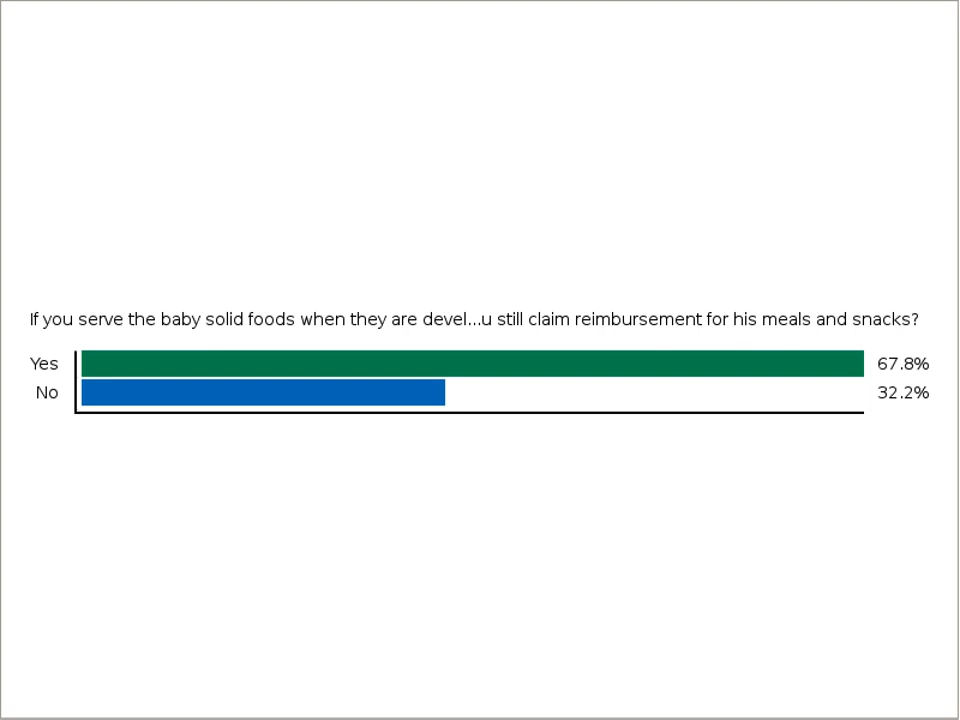 If you serve the baby solid foods when they are devel...u still claim reimbursement for his meals and snacks?
Yes 67.8%
No 32.2%